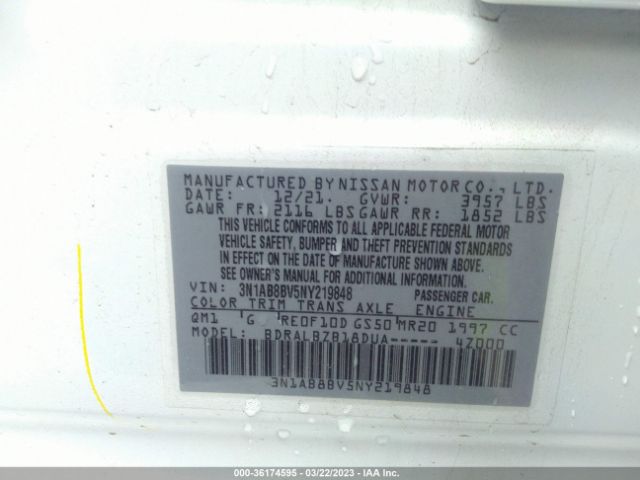 MANUFACTURED BY NISSAN MOTOR CO., LTD.
DATE: 12/21. GVWR: 3957 LBS
GAWR FR: 2116 LBS GAWR RR: 1852 LBS
THIS VEHICLE CONFORMS TO ALL APPLICABLE FEDERAL MOTOR
VEHICLE SAFETY, BUMPER AND THEFT PREVENTION STANDARDS
IN EFFECT ON THE DATE OF MANUFACTURE SHOWN ABOVE.
SEE OWNER'S MANUAL FOR ADDITIONAL INFORMATION.
VIN: 3N1AB8BV5NY219848 PASSENGER CAR.
COLOR TRIM TRANS AXLE ENGINE
QM1 G RE0F10D GS50 MR20 1997 CC
MODEL: BDRALBZB18DUA----- 4Z000
3N1AB8BV5NY219848
000-36174595 - 03/22/2023 - IAA Inc.